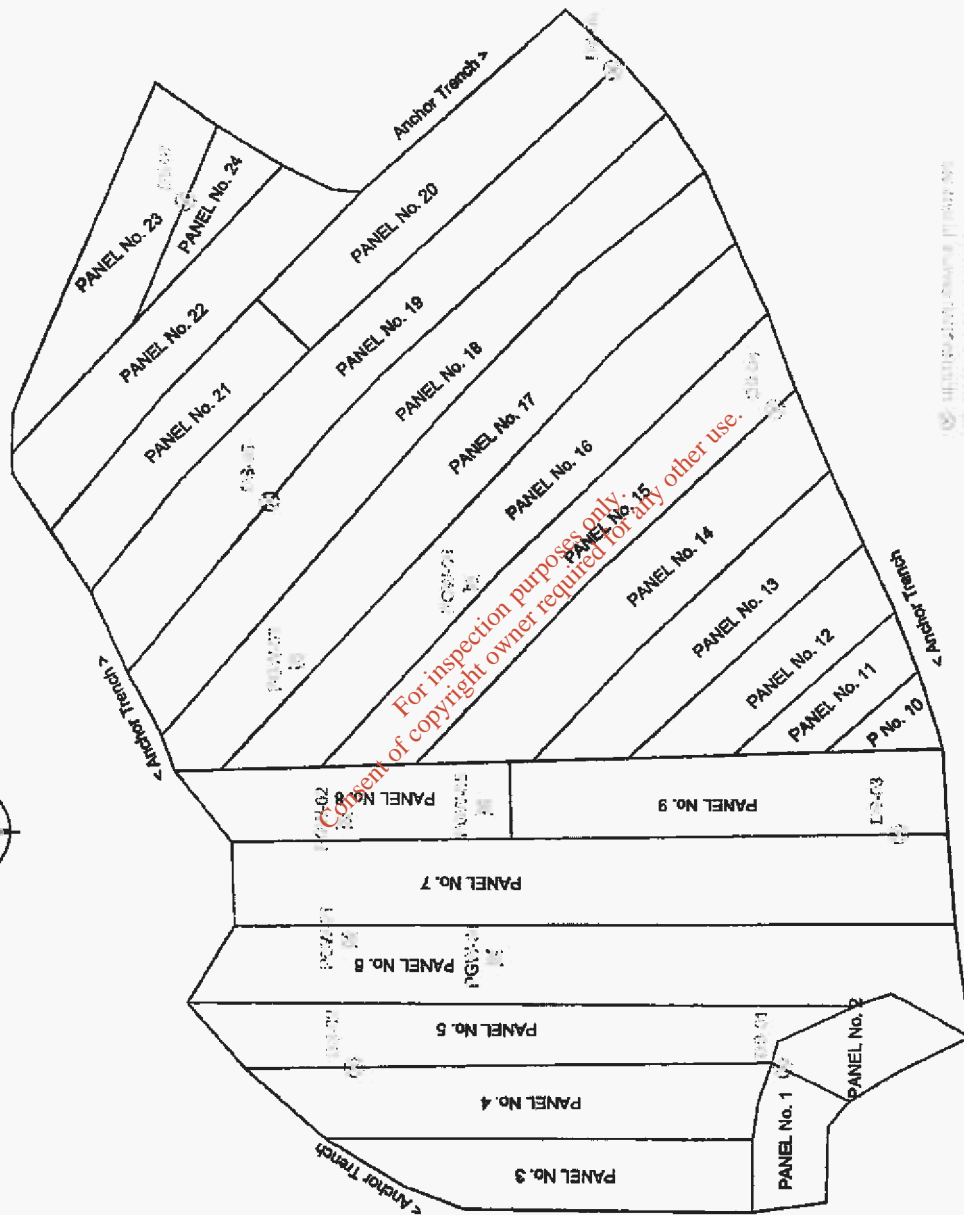 PANEL No. 23
PANEL No. 24
Anchor Trench >
PANEL No. 22
PANEL No. 20
PANEL No. 21
PANEL No. 19
PANEL No. 18
PANEL No. 17
PANEL No. 16
PANEL No. 15
PANEL No. 14
PANEL No. 13
PANEL No. 12
PANEL No. 11
P No. 10
< Anchor Trench
< Anchor Trench >
For inspection purposes only.
Consent of copyright owner required for any other use.
PANEL No. 8
PANEL No. 9
PANEL No. 7
PANEL No. 6
PANEL No. 5
PANEL No. 4
PANEL No. 3
PANEL No. 1
PANEL No. 2
< Anchor Trench